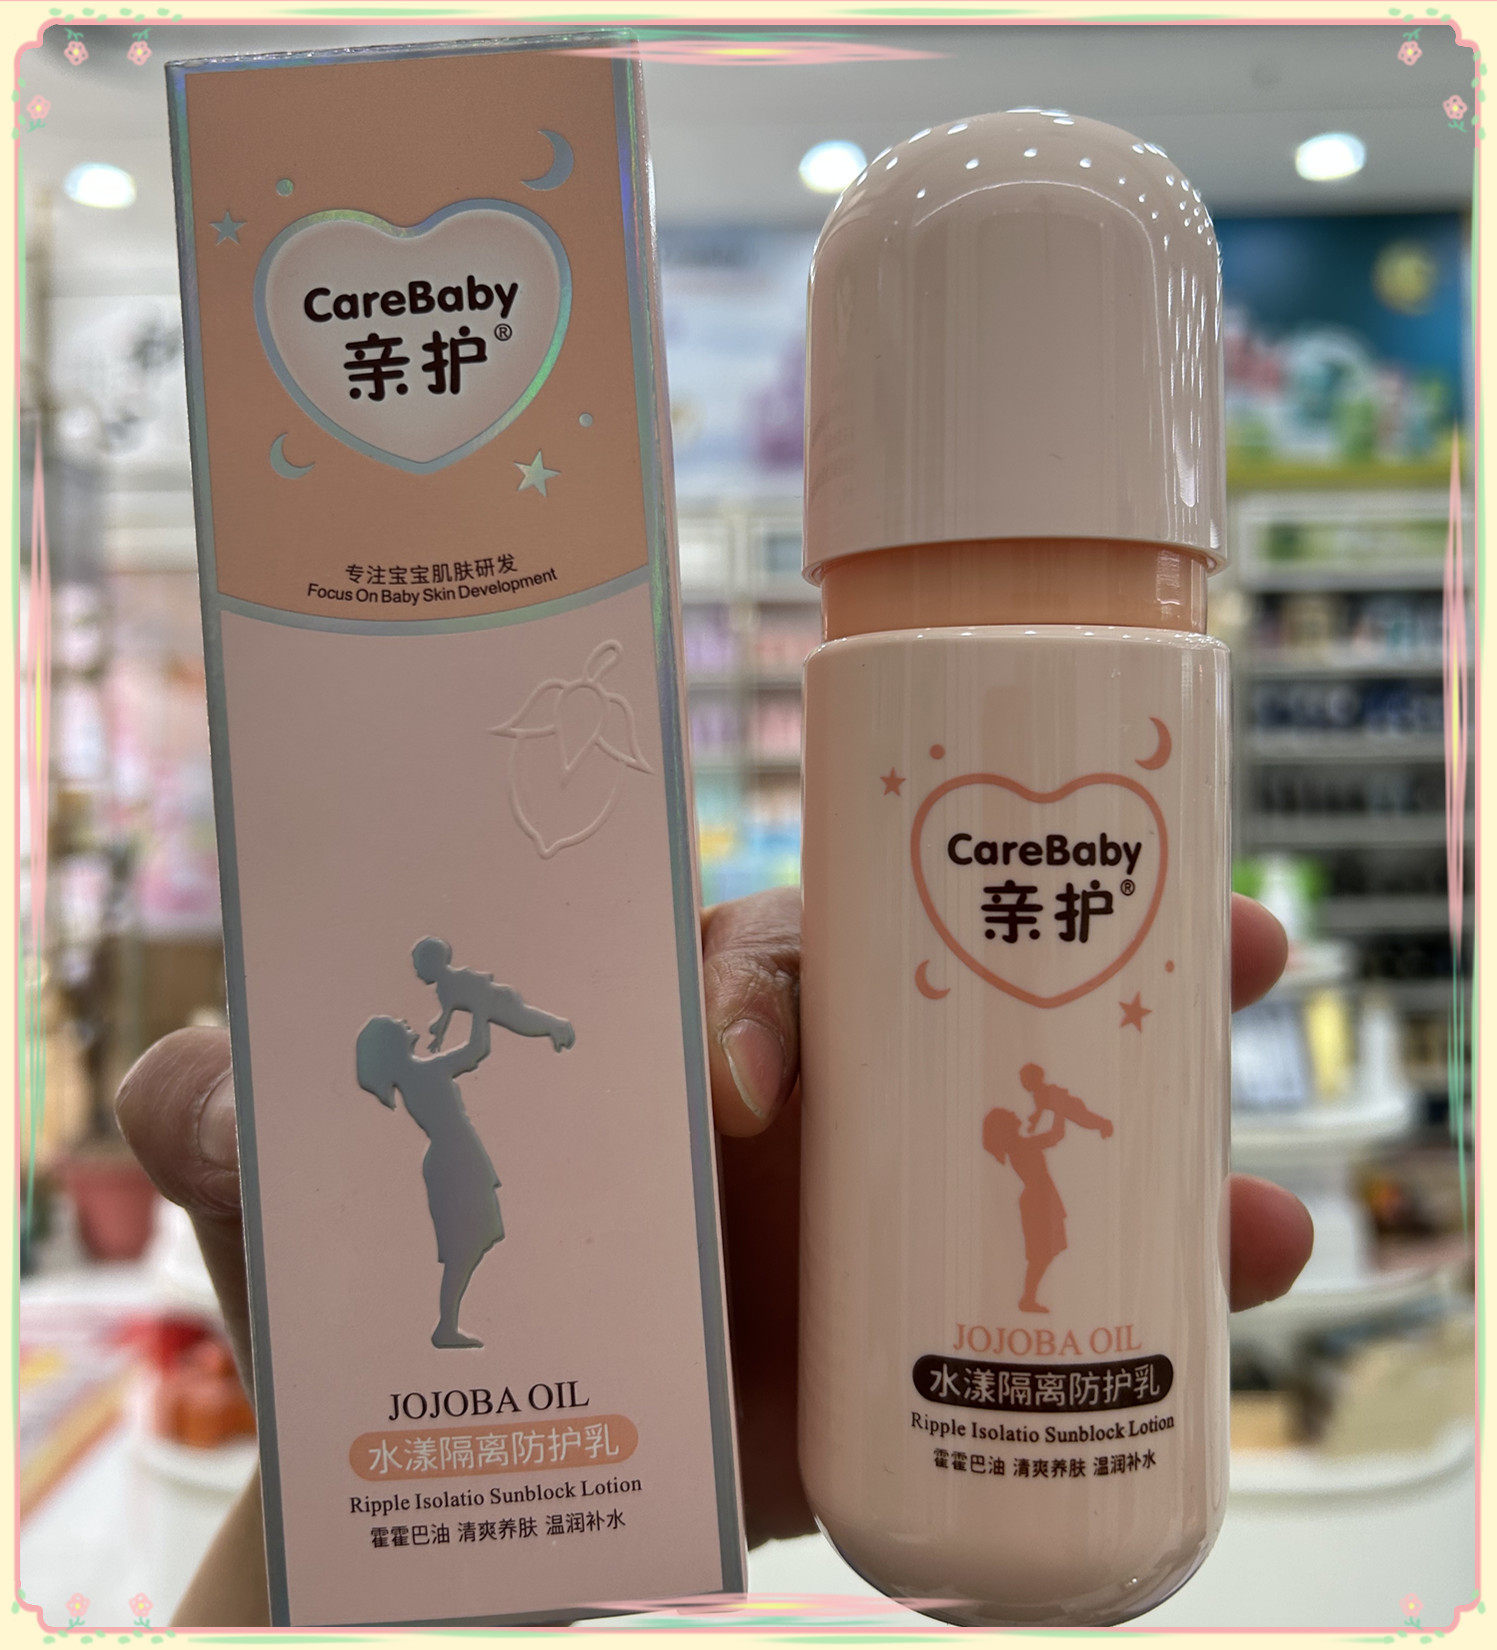 CareBaby
亲护®
专注宝宝肌肤研发
Focus On Baby Skin Development
JOJOBA OIL
水漾隔离防护乳
Ripple Isolatio Sunblock Lotion
霍霍巴油 清爽养肤 温润补水
CareBaby
亲护®
JOJOBA OIL
水漾隔离防护乳
Ripple Isolatio Sunblock Lotion
霍霍巴油 清爽养肤 温润补水